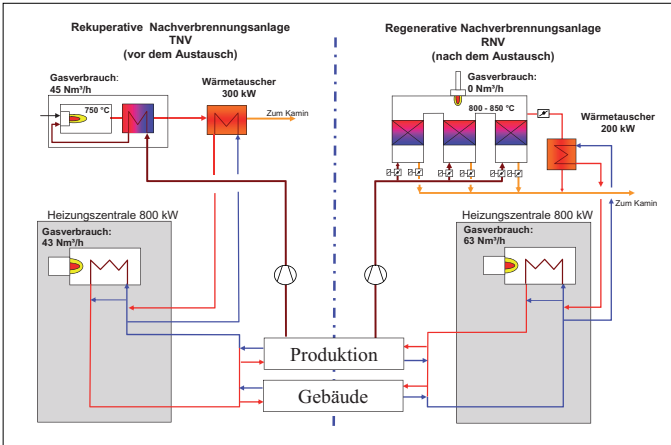 Rekuperative Nachverbrennungsanlage
TNV
(vor dem Austausch)
Gasverbrauch:
45 Nm³/h
750 °C
Wärmetauscher
300 kW
Zum Kamin
Heizungszentrale 800 kW
Gasverbrauch:
43 Nm³/h
Regenerative Nachverbrennungsanlage
RNV
(nach dem Austausch)
Gasverbrauch:
0 Nm³/h
800 - 850 °C
Wärmetauscher
200 kW
Zum Kamin
Heizungszentrale 800 kW
Gasverbrauch:
63 Nm³/h
Produktion
Gebäude